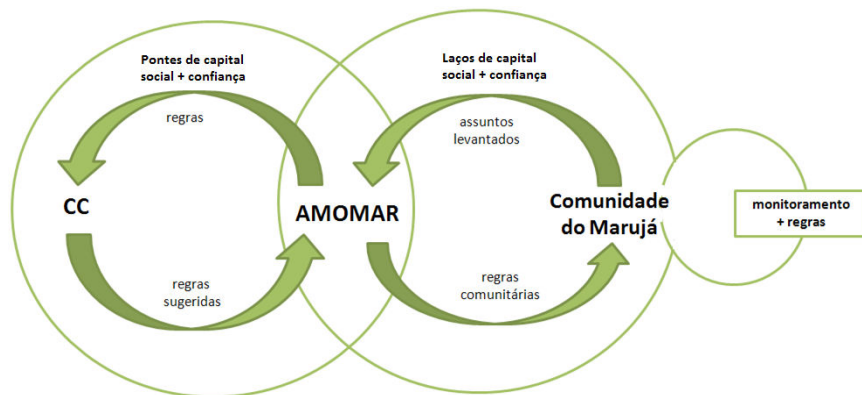 Pontes de capital
social + confiança
Laços de capital
social + confiança
regras
assuntos
levantados
CC
AMOMAR
Comunidade
do Marujá
monitoramento
+ regras
regras
sugeridas
regras
comunitárias